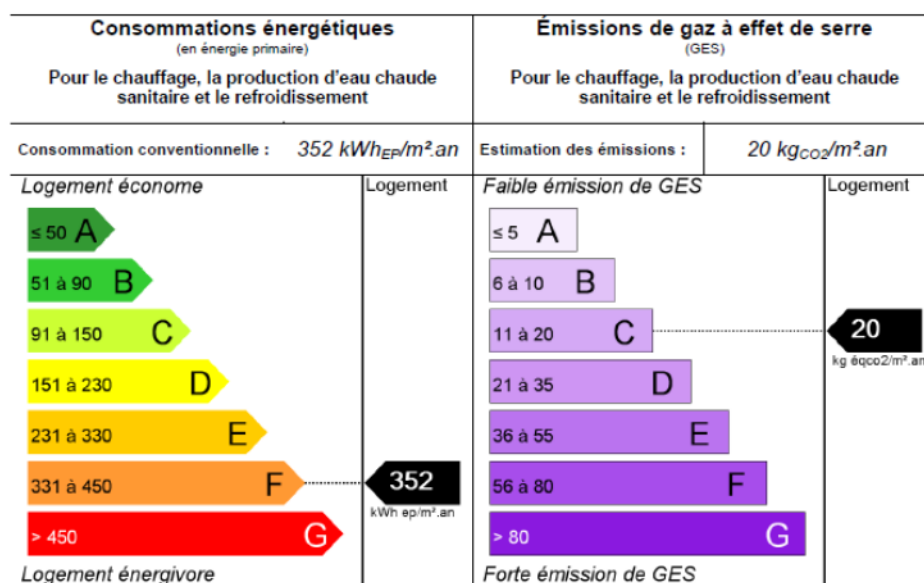 Consommations énergétiques
(en énergie primaire)
Pour le chauffage, la production d'eau chaude
sanitaire et le refroidissement
Consommation conventionnelle : 352 kWhEP/m².an
Logement économe
Logement
≤ 50 A
51 à 90 B
91 à 150 C
151 à 230 D
231 à 330 E
331 à 450 F
352
kWh ep/m².an
> 450 G
Logement énergivore
Émissions de gaz à effet de serre
(GES)
Pour le chauffage, la production d'eau chaude
sanitaire et le refroidissement
Estimation des émissions : 20 kgCO2/m².an
Faible émission de GES
Logement
≤ 5 A
6 à 10 B
11 à 20 C
20
kg éqco2/m².an
21 à 35 D
36 à 55 E
56 à 80 F
> 80 G
Forte émission de GES